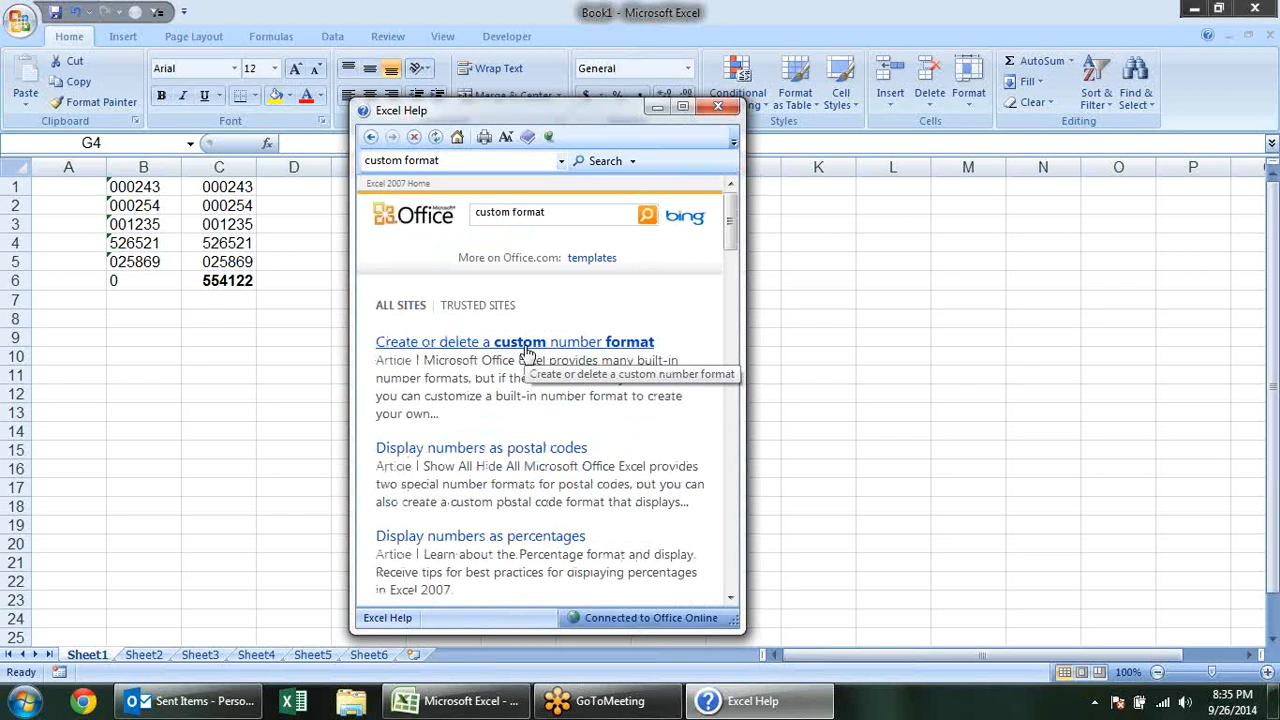 Book1 - Microsoft Excel
Home Insert Page Layout Formulas Data Review View Developer
Paste Cut Arial 12 Wrap Text General Conditional Format Cell Insert Delete Format AutoSum Sort & Find &
Copy B I U Formatting as Table Styles Fill Filter Select
Format Painter Clear
Clipboard Font Styles Cells Editing
G4 fx
A B C D K L M N O P
1 000243 000243
2 000254 000254
3 001235 001235
4 526521 526521
5 025869 025869
6 0 554122
7
8
9
10
11
12
13
14
15
16
17
18
19
20
21
22
23
24
25
Excel Help
custom format Search
Excel 2007 Home
Microsoft
Office custom format bing
More on Office.com: templates
ALL SITES | TRUSTED SITES
Create or delete a custom number format
Article | Microsoft Office Excel provides many built-in
number formats, but if the
Create or delete a custom number format
you can customize a built-in number format to create
your own...
Display numbers as postal codes
Article | Show All Hide All Microsoft Office Excel provides
two special number formats for postal codes, but you can
also create a custom postal code format that displays...
Display numbers as percentages
Article | Learn about the Percentage format and display.
Receive tips for best practices for displaying percentages
in Excel 2007.
Excel Help Connected to Office Online
Sheet1 Sheet2 Sheet3 Sheet4 Sheet5 Sheet6
Ready 100%
Sent Items - Perso... Microsoft Excel - ... GoToMeeting Excel Help 8:35 PM
9/26/2014